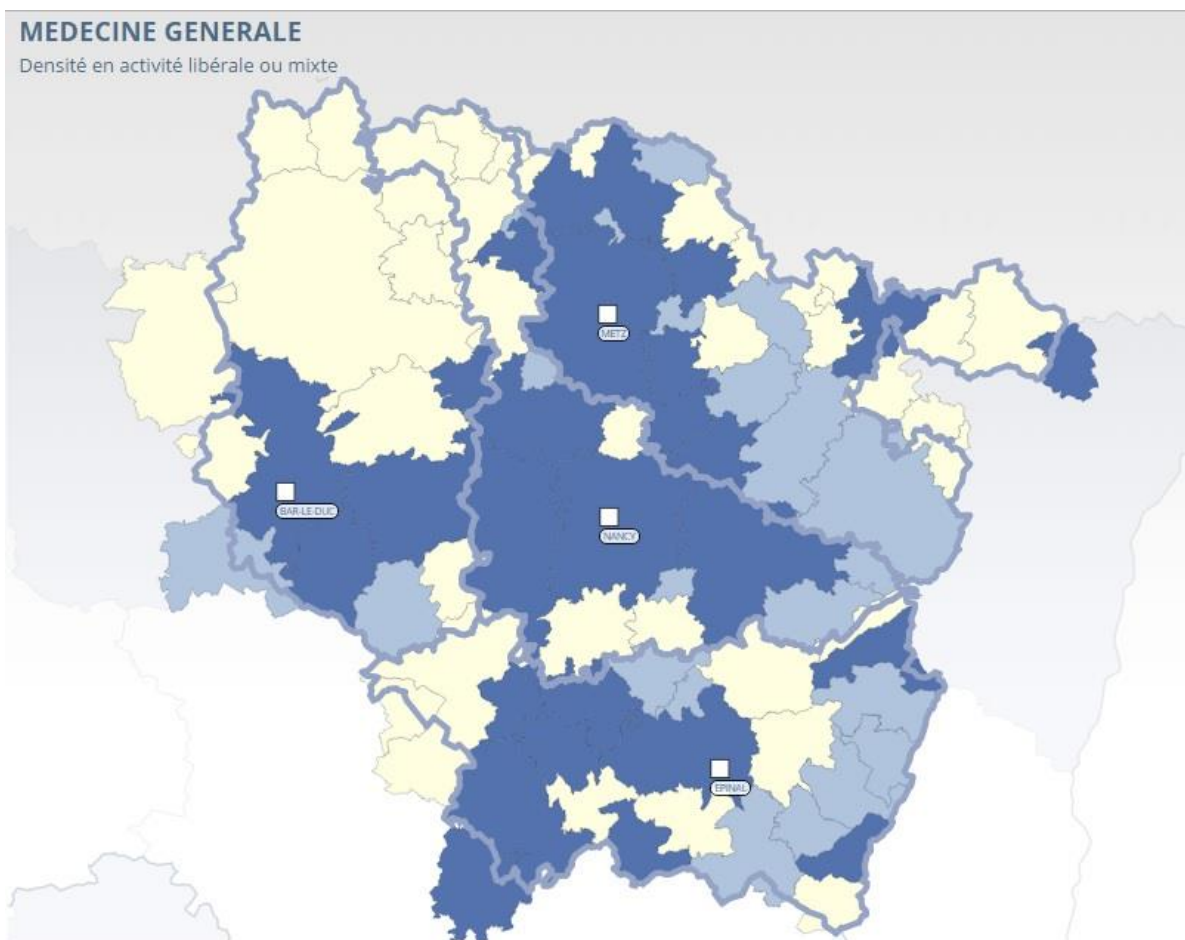 MEDECINE GENERALE
Densité en activité libérale ou mixte
METZ
BAR-LE-DUC
NANCY
EPINAL